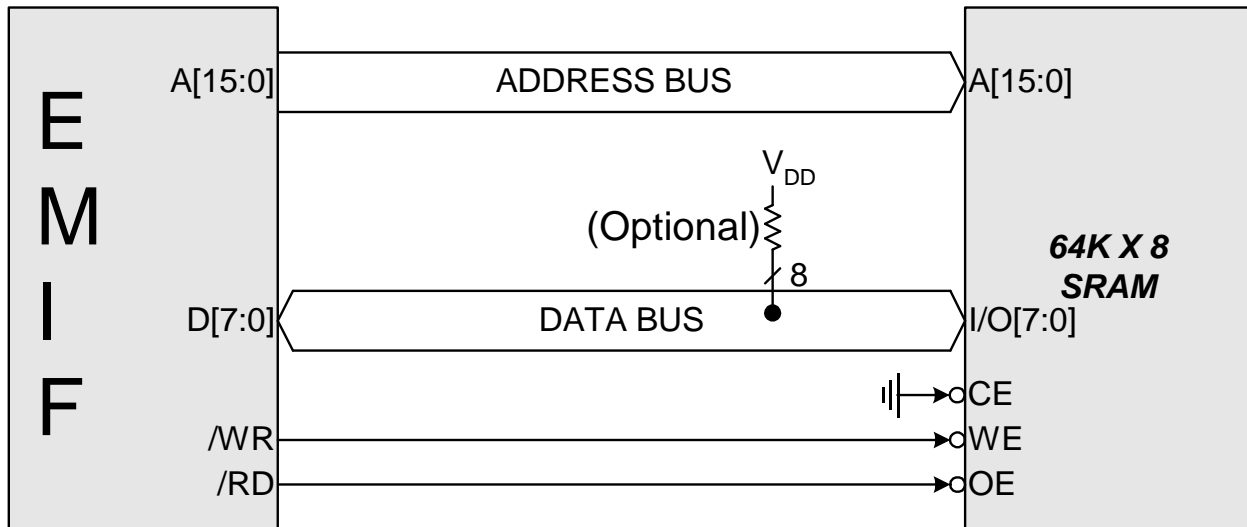 E
M
I
F
A[15:0]
ADDRESS BUS
A[15:0]
VDD
(Optional)
8
64K X 8
SRAM
D[7:0]
DATA BUS
I/O[7:0]
CE
/WR
WE
/RD
OE